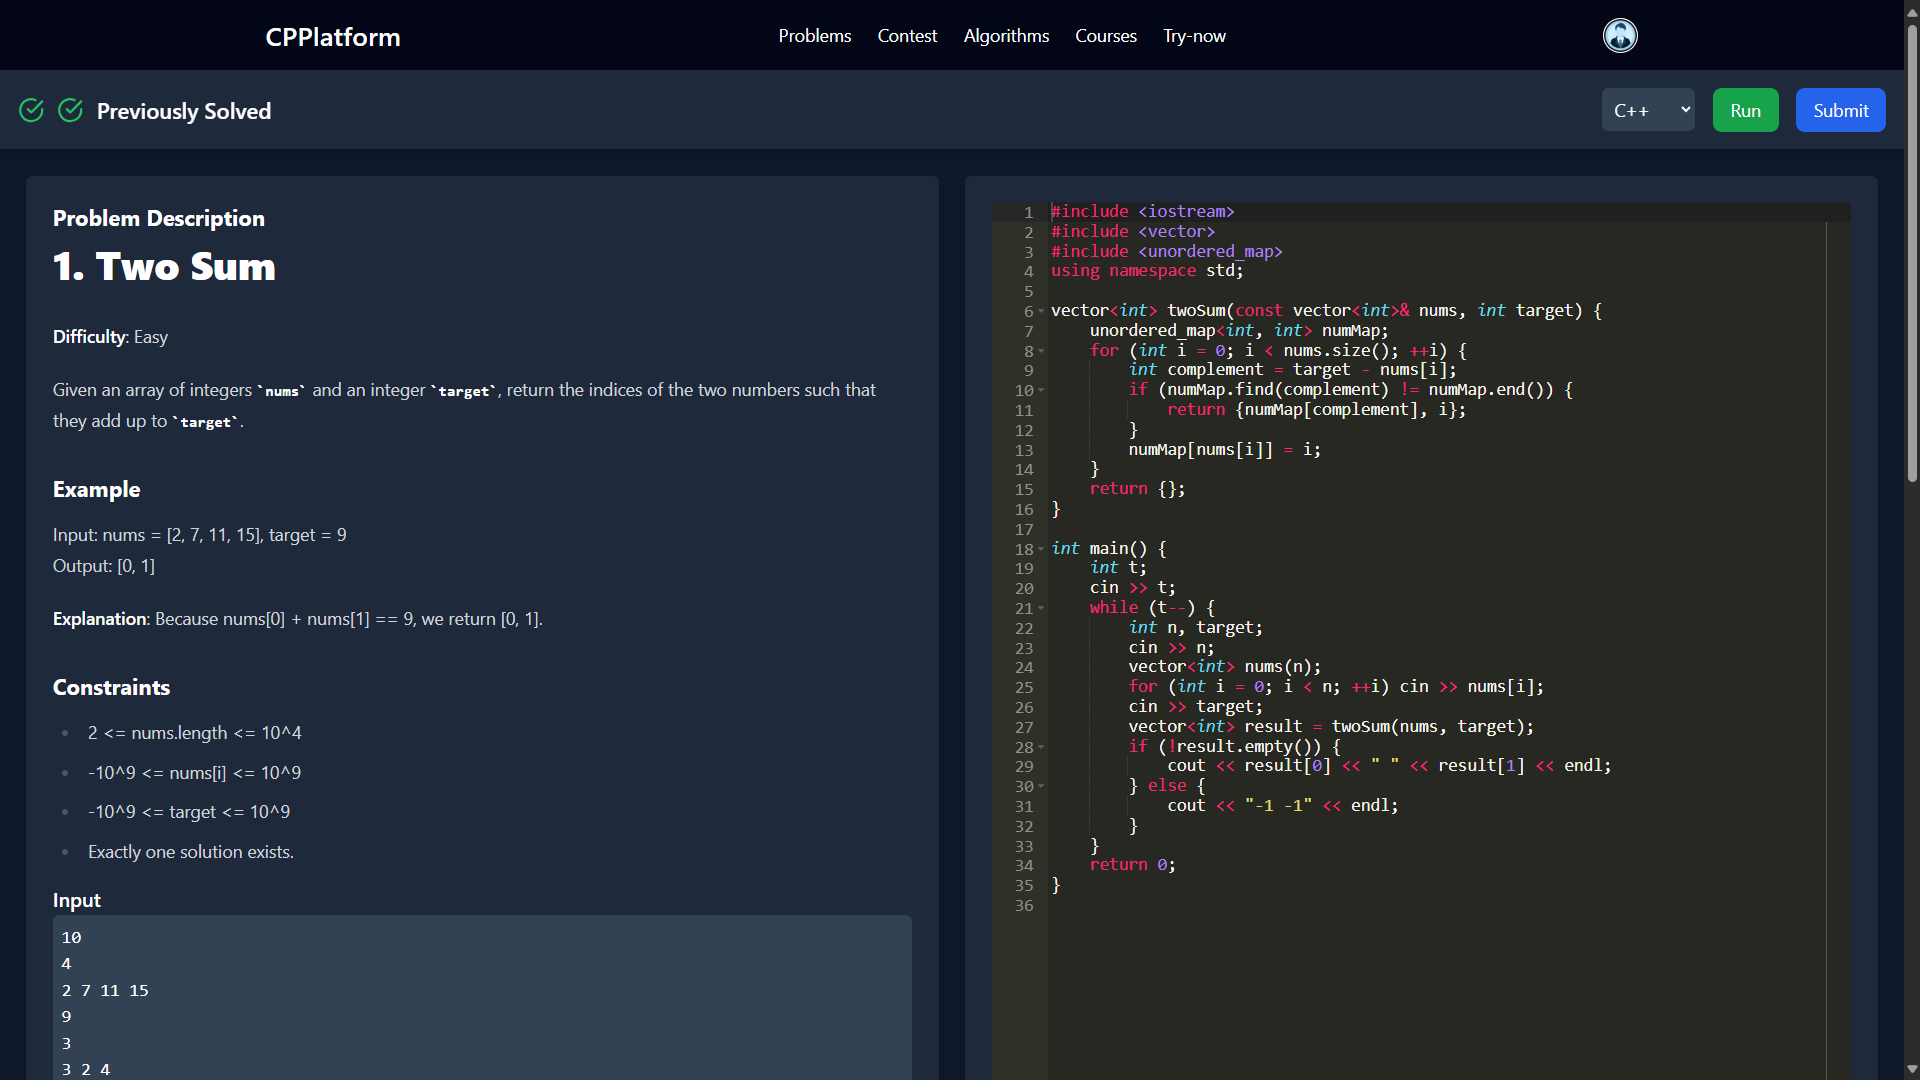 CPPlatform
Problems Contest Algorithms Courses Try-now
Previously Solved
C++
Run
Submit
Problem Description
1. Two Sum
Difficulty: Easy
Given an array of integers `nums` and an integer `target`, return the indices of the two numbers such that
they add up to `target`.
Example
Input: nums = [2, 7, 11, 15], target = 9
Output: [0, 1]
Explanation: Because nums[0] + nums[1] == 9, we return [0, 1].
Constraints
2 <= nums.length <= 10^4
-10^9 <= nums[i] <= 10^9
-10^9 <= target <= 10^9
Exactly one solution exists.
Input
10
4
2 7 11 15
9
3
3 2 4
1 #include <iostream>
2 #include <vector>
3 #include <unordered_map>
4 using namespace std;
5
6 vector<int> twoSum(const vector<int>& nums, int target) {
7     unordered_map<int, int> numMap;
8     for (int i = 0; i < nums.size(); ++i) {
9         int complement = target - nums[i];
10         if (numMap.find(complement) != numMap.end()) {
11             return {numMap[complement], i};
12         }
13         numMap[nums[i]] = i;
14     }
15     return {};
16 }
17
18 int main() {
19     int t;
20     cin >> t;
21     while (t--) {
22         int n, target;
23         cin >> n;
24         vector<int> nums(n);
25         for (int i = 0; i < n; ++i) cin >> nums[i];
26         cin >> target;
27         vector<int> result = twoSum(nums, target);
28         if (!result.empty()) {
29             cout << result[0] << " " << result[1] << endl;
30         } else {
31             cout << "-1 -1" << endl;
32         }
33     }
34     return 0;
35 }
36